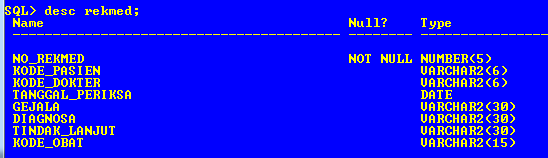 SQL> desc rekmed;
Name Null? Type
----------------------------------------- -------- ----------------
NO_REKMED NOT NULL NUMBER(5)
KODE_PASIEN VARCHAR2(6)
KODE_DOKTER VARCHAR2(6)
TANGGAL_PERIKSA DATE
GEJALA VARCHAR2(30)
DIAGNOSA VARCHAR2(30)
TINDAK_LANJUT VARCHAR2(30)
KODE_OBAT VARCHAR2(15)